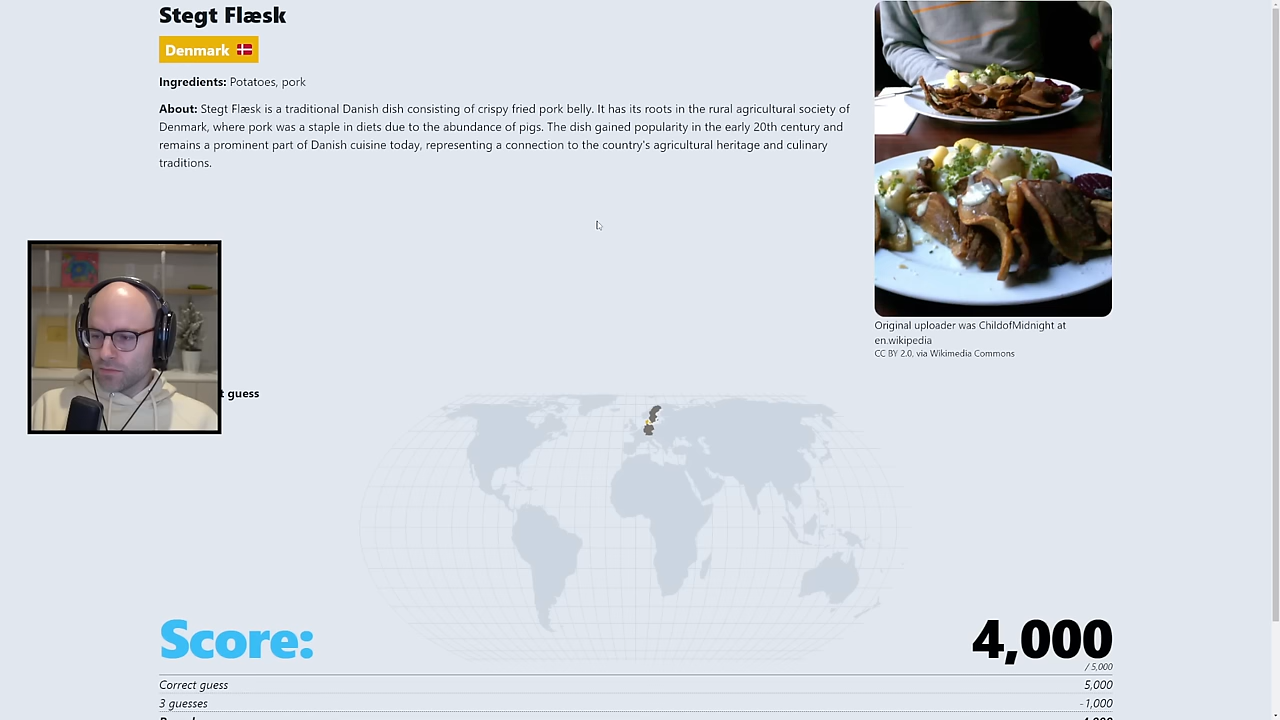 Stegt Flæsk
Denmark
Ingredients: Potatoes, pork
About: Stegt Flæsk is a traditional Danish dish consisting of crispy fried pork belly. It has its roots in the rural agricultural society of
Denmark, where pork was a staple in diets due to the abundance of pigs. The dish gained popularity in the early 20th century and
remains a prominent part of Danish cuisine today, representing a connection to the country's agricultural heritage and culinary
traditions.
Original uploader was ChildofMidnight at
en.wikipedia
CC BY 2.0, via Wikimedia Commons
guess
Score:
4,000
/ 5,000
Correct guess 5,000
3 guesses -1,000